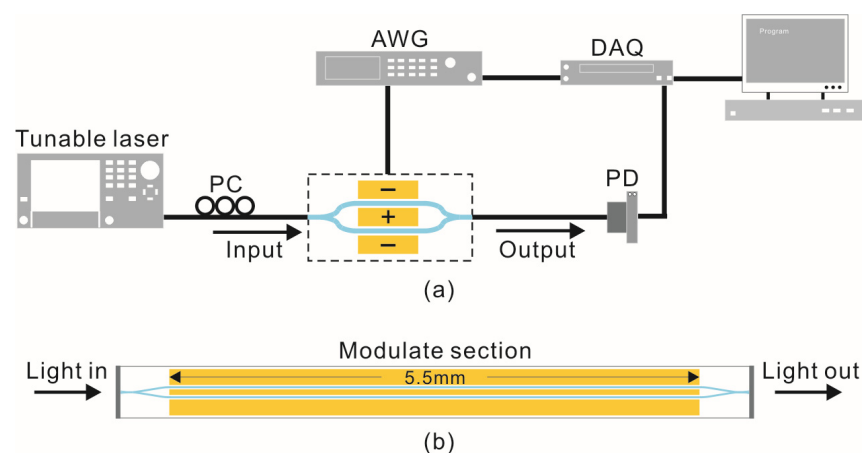 AWG
DAQ
Program
Tunable laser
PC
PD
−
+
−
Input
Output
(a)
Modulate section
Light in
5.5mm
Light out
(b)